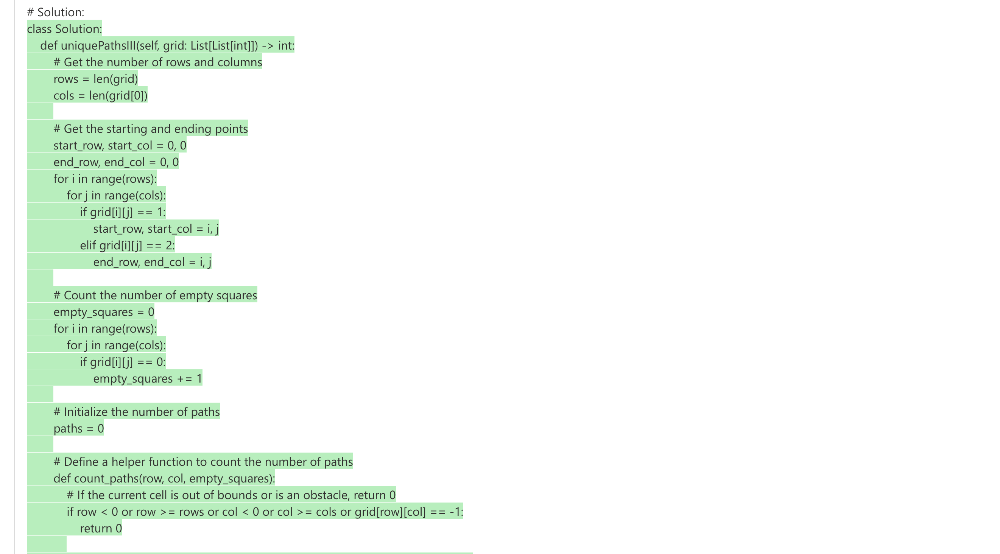 # Solution:
class Solution:
    def uniquePathsIII(self, grid: List[List[int]]) -> int:
        # Get the number of rows and columns
        rows = len(grid)
        cols = len(grid[0])
        
        # Get the starting and ending points
        start_row, start_col = 0, 0
        end_row, end_col = 0, 0
        for i in range(rows):
            for j in range(cols):
                if grid[i][j] == 1:
                    start_row, start_col = i, j
                elif grid[i][j] == 2:
                    end_row, end_col = i, j
        
        # Count the number of empty squares
        empty_squares = 0
        for i in range(rows):
            for j in range(cols):
                if grid[i][j] == 0:
                    empty_squares += 1
        
        # Initialize the number of paths
        paths = 0
        
        # Define a helper function to count the number of paths
        def count_paths(row, col, empty_squares):
            # If the current cell is out of bounds or is an obstacle, return 0
            if row < 0 or row >= rows or col < 0 or col >= cols or grid[row][col] == -1:
                return 0